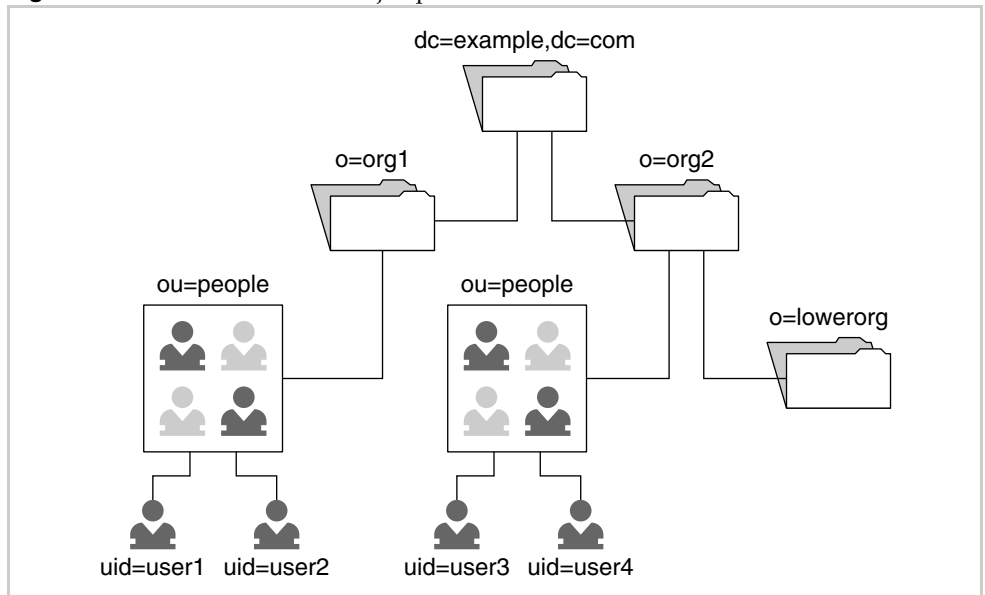 dc=example,dc=com
o=org1
o=org2
ou=people
ou=people
o=lowerorg
uid=user1
uid=user2
uid=user3
uid=user4